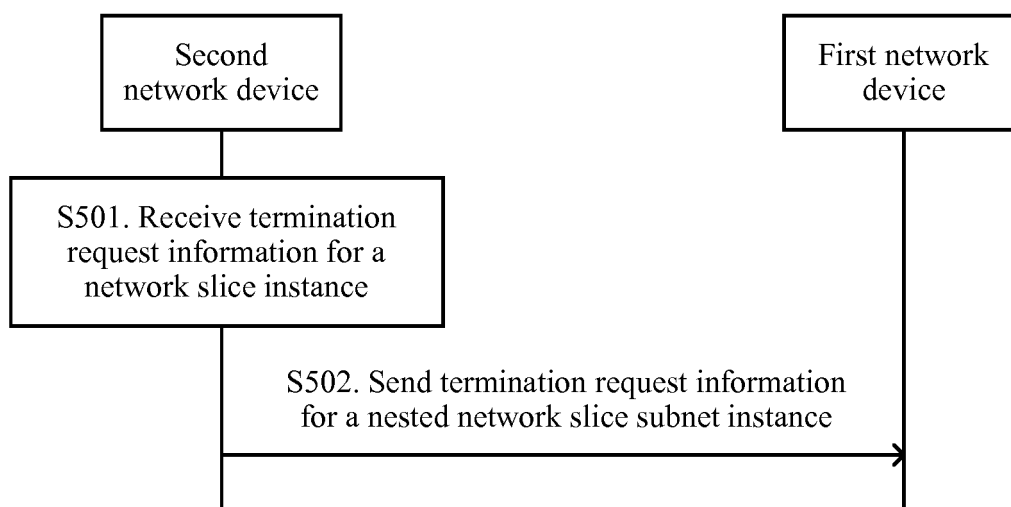 Second
network device
First network
device
S501. Receive termination
request information for a
network slice instance
S502. Send termination request information
for a nested network slice subnet instance